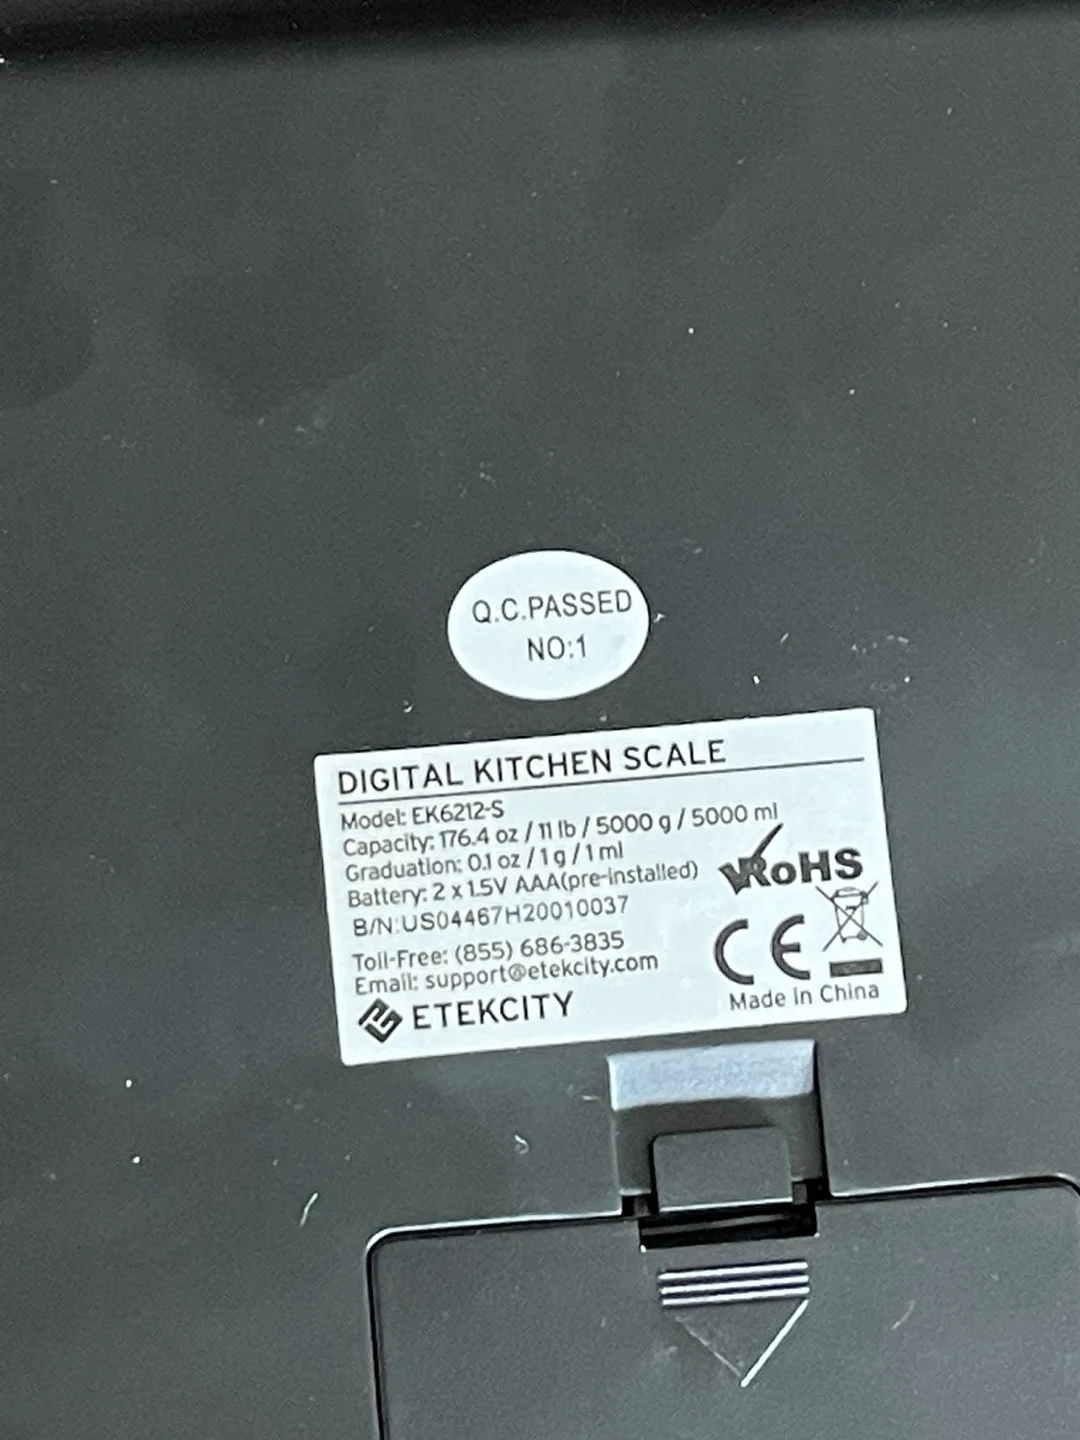 Q.C.PASSED
NO:1
DIGITAL KITCHEN SCALE
Model: EK6212-S
Capacity: 176.4 oz / 11 lb / 5000 g / 5000 ml
Graduation: 0.1 oz / 1 g / 1 ml
Battery: 2 x 1.5V AAA(pre-installed)
B/N:US04467H20010037
Toll-Free: (855) 686-3835
Email: support@etekcity.com
ETEKCITY
RoHS
CE
Made in China